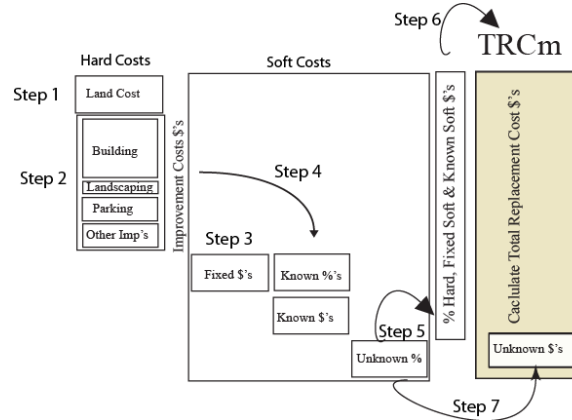 Step 6
TRCm
Hard Costs
Soft Costs
Step 1
Land Cost
Step 2
Building
Landscaping
Parking
Other Imp's
Improvement Costs $'s
Step 4
Step 3
Fixed $'s
Known %'s
Known $'s
Step 5
Unknown %
% Hard, Fixed Soft & Known Soft $'s
Caclulate Total Replacement Cost $'s
Unknown $'s
Step 7